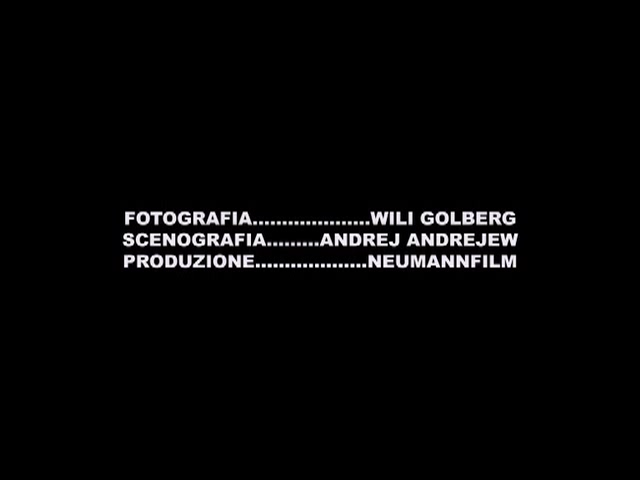 FOTOGRAFIA....................WILI GOLBERG
SCENOGRAFIA.........ANDREJ ANDREJEW
PRODUZIONE...................NEUMANNFILM